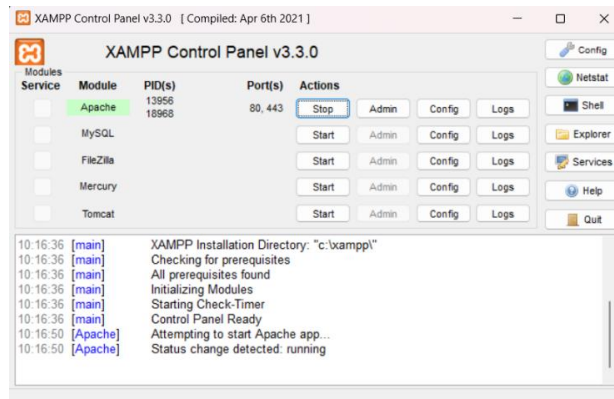 XAMPP Control Panel v3.3.0 [ Compiled: Apr 6th 2021 ]
XAMPP Control Panel v3.3.0
Config
Modules
Service Module PID(s) Port(s) Actions
Netstat
Apache 13956 18968 80, 443 Stop Admin Config Logs
Shell
MySQL Start Admin Config Logs
Explorer
FileZilla Start Admin Config Logs
Services
Mercury Start Admin Config Logs
Help
Tomcat Start Admin Config Logs
Quit
10:16:36 [main] XAMPP Installation Directory: "c:\xampp\"
10:16:36 [main] Checking for prerequisites
10:16:36 [main] All prerequisites found
10:16:36 [main] Initializing Modules
10:16:36 [main] Starting Check-Timer
10:16:36 [main] Control Panel Ready
10:16:50 [Apache] Attempting to start Apache app...
10:16:50 [Apache] Status change detected: running